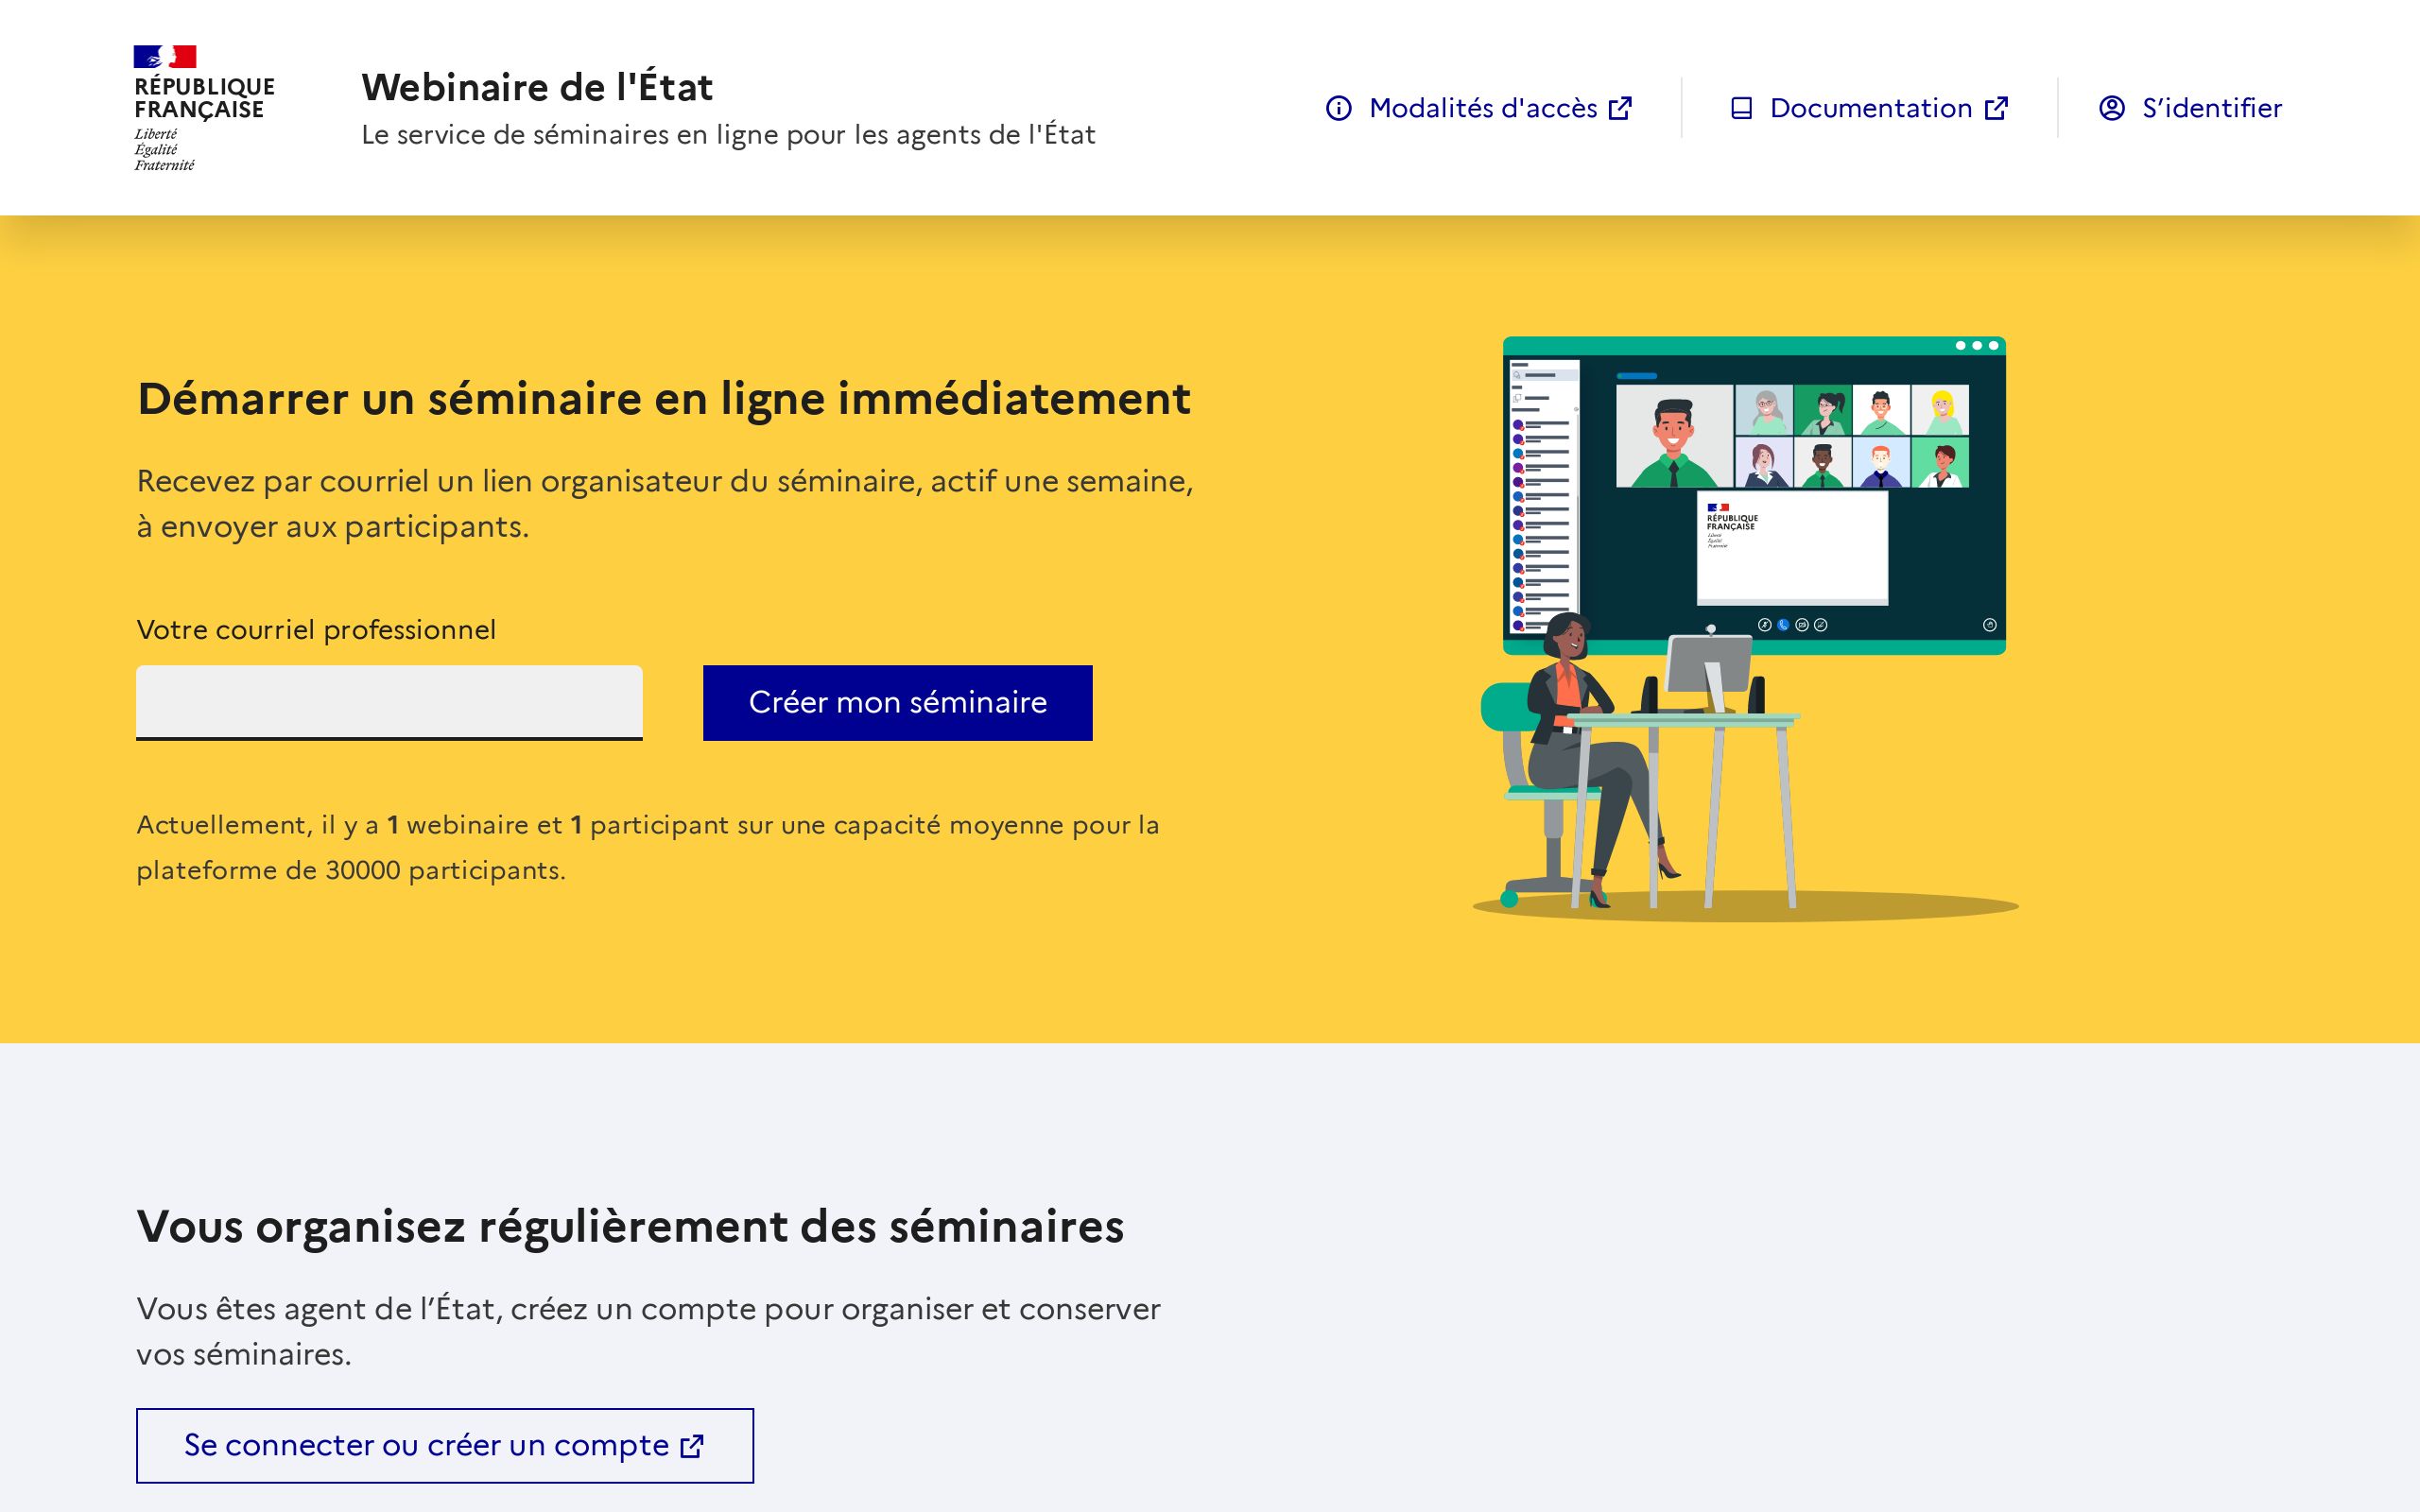 RÉPUBLIQUE
FRANÇAISE
Liberté
Égalité
Fraternité
Webinaire de l'État
Le service de séminaires en ligne pour les agents de l'État
Modalités d'accès
Documentation
S’identifier
Démarrer un séminaire en ligne immédiatement
Recevez par courriel un lien organisateur du séminaire, actif une semaine,
à envoyer aux participants.
Votre courriel professionnel
Créer mon séminaire
Actuellement, il y a 1 webinaire et 1 participant sur une capacité moyenne pour la
plateforme de 30000 participants.
RÉPUBLIQUE
FRANÇAISE
Liberté
Égalité
Fraternité
Vous organisez régulièrement des séminaires
Vous êtes agent de l’État, créez un compte pour organiser et conserver
vos séminaires.
Se connecter ou créer un compte